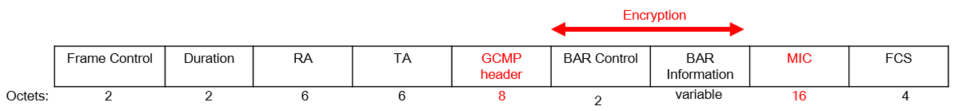 Encryption
Frame Control Duration RA TA GCMP header BAR Control BAR Information MIC FCS
Octets: 2 2 6 6 8 2 variable 16 4